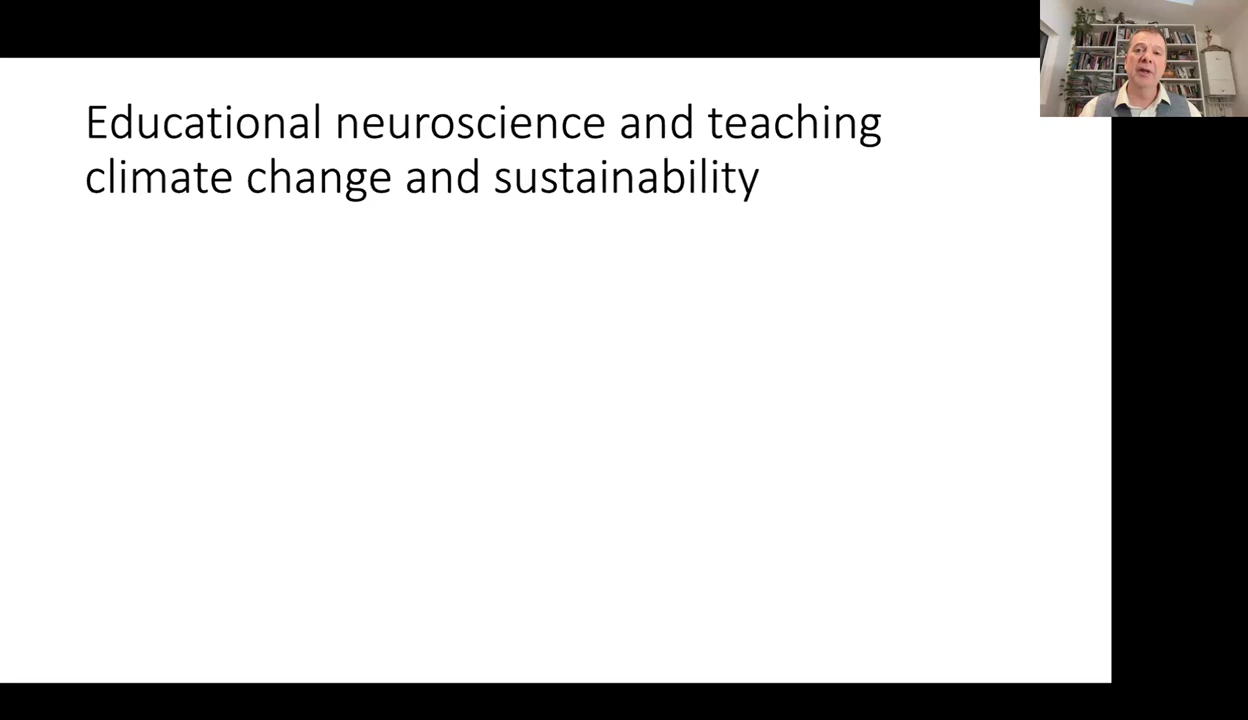 Educational neuroscience and teaching
climate change and sustainability